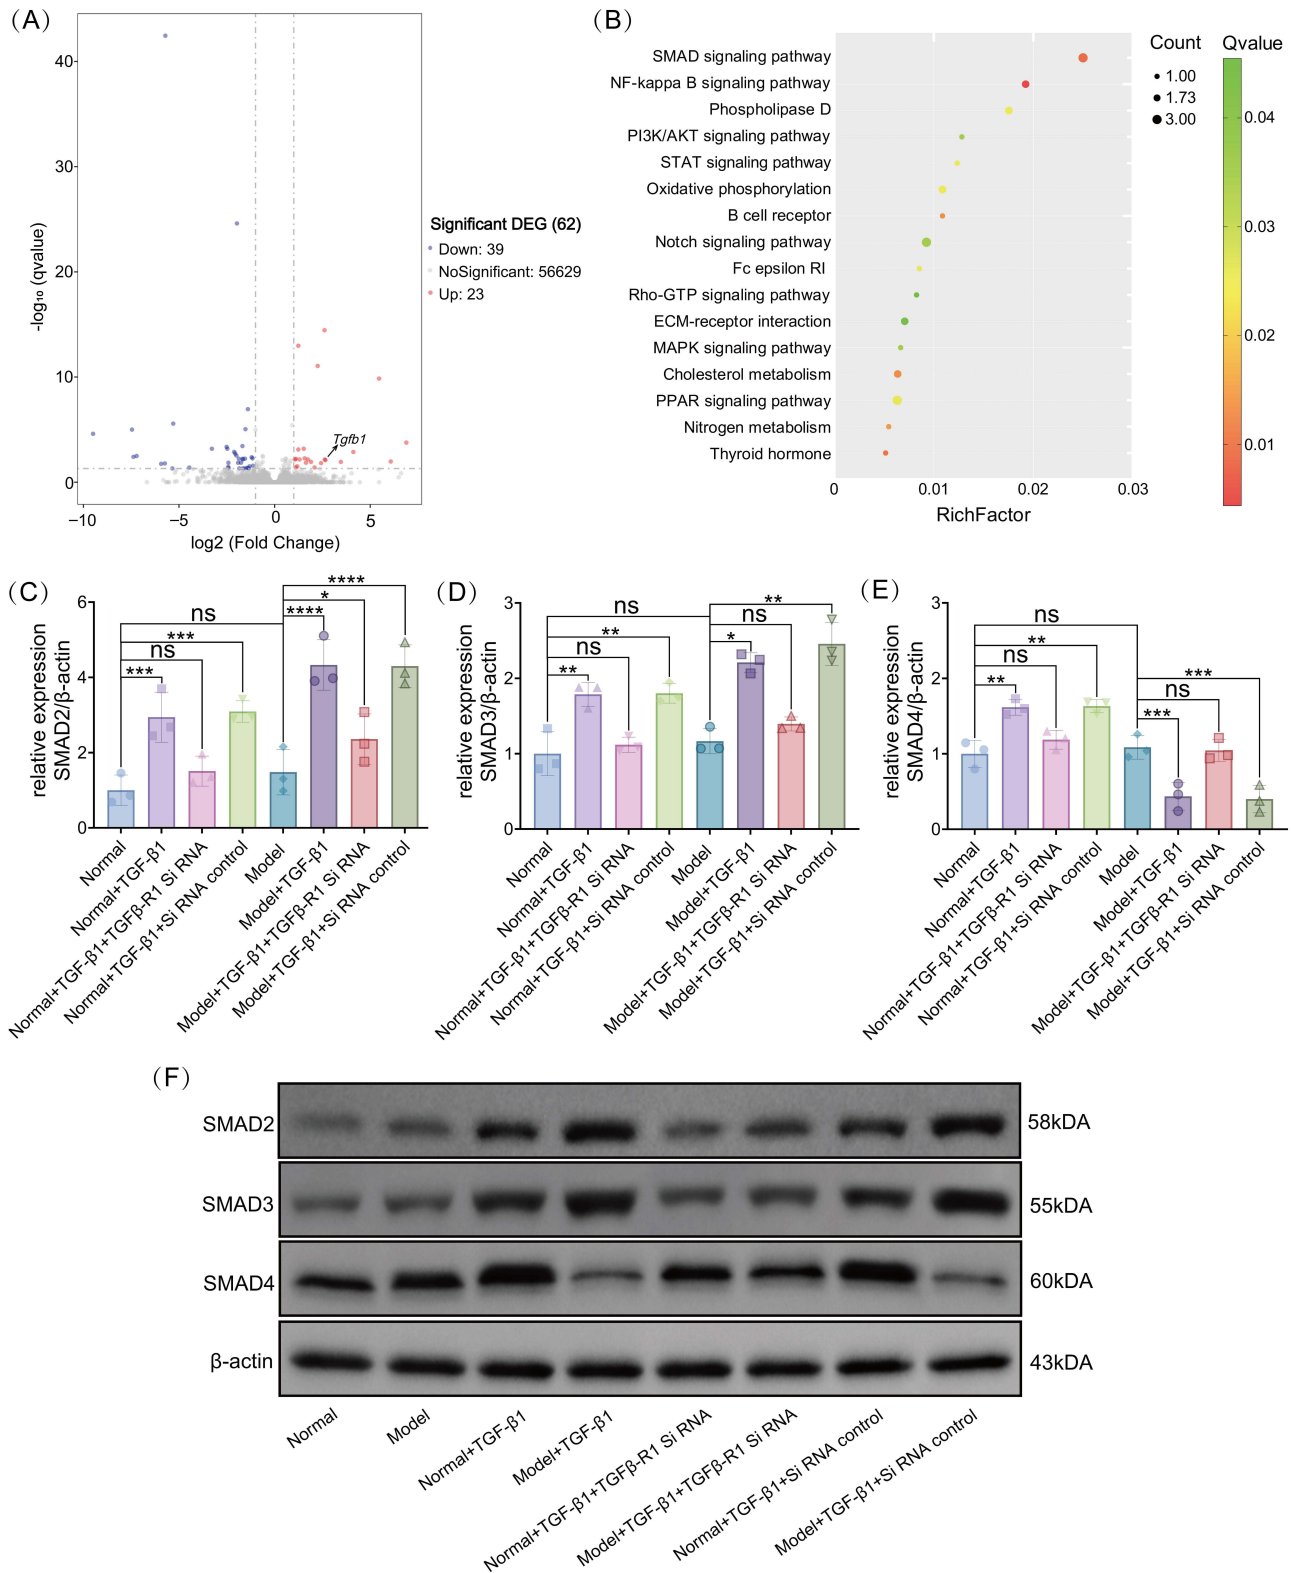 (A)
40
30
20
10
0
-log₁₀ (qvalue)
−10
−5
0
5
log2 (Fold Change)
Tgfb1
Significant DEG (62)
Down: 39
NoSignificant: 56629
Up: 23
(B)
SMAD signaling pathway
NF-kappa B signaling pathway
Phospholipase D
PI3K/AKT signaling pathway
STAT signaling pathway
Oxidative phosphorylation
B cell receptor
Notch signaling pathway
Fc epsilon RI
Rho-GTP signaling pathway
ECM-receptor interaction
MAPK signaling pathway
Cholesterol metabolism
PPAR signaling pathway
Nitrogen metabolism
Thyroid hormone
0
0.01
0.02
0.03
RichFactor
Count
1.00
1.73
3.00
Qvalue
0.04
0.03
0.02
0.01
(C)
relative expression
SMAD2/β-actin
6
4
2
0
****
*
****
ns
***
ns
***
Normal
Normal+TGF-β1
Normal+TGF-β1+TGFβ-R1 Si RNA
Normal+TGF-β1+Si RNA control
Model
Model+TGF-β1
Model+TGF-β1+TGFβ-R1 Si RNA
Model+TGF-β1+Si RNA control
(D)
relative expression
SMAD3/β-actin
3
2
1
0
**
ns
*
ns
**
ns
**
Normal
Normal+TGF-β1
Normal+TGF-β1+TGFβ-R1 Si RNA
Normal+TGF-β1+Si RNA control
Model
Model+TGF-β1
Model+TGF-β1+TGFβ-R1 Si RNA
Model+TGF-β1+Si RNA control
(E)
relative expression
SMAD4/β-actin
3
2
1
0
ns
**
ns
**
***
ns
***
Normal
Normal+TGF-β1
Normal+TGF-β1+TGFβ-R1 Si RNA
Normal+TGF-β1+Si RNA control
Model
Model+TGF-β1
Model+TGF-β1+TGFβ-R1 Si RNA
Model+TGF-β1+Si RNA control
(F)
SMAD2
58kDA
SMAD3
55kDA
SMAD4
60kDA
β-actin
43kDA
Normal
Model
Normal+TGF-β1
Model+TGF-β1
Normal+TGF-β1+TGFβ-R1 Si RNA
Model+TGF-β1+TGFβ-R1 Si RNA
Normal+TGF-β1+Si RNA control
Model+TGF-β1+Si RNA control